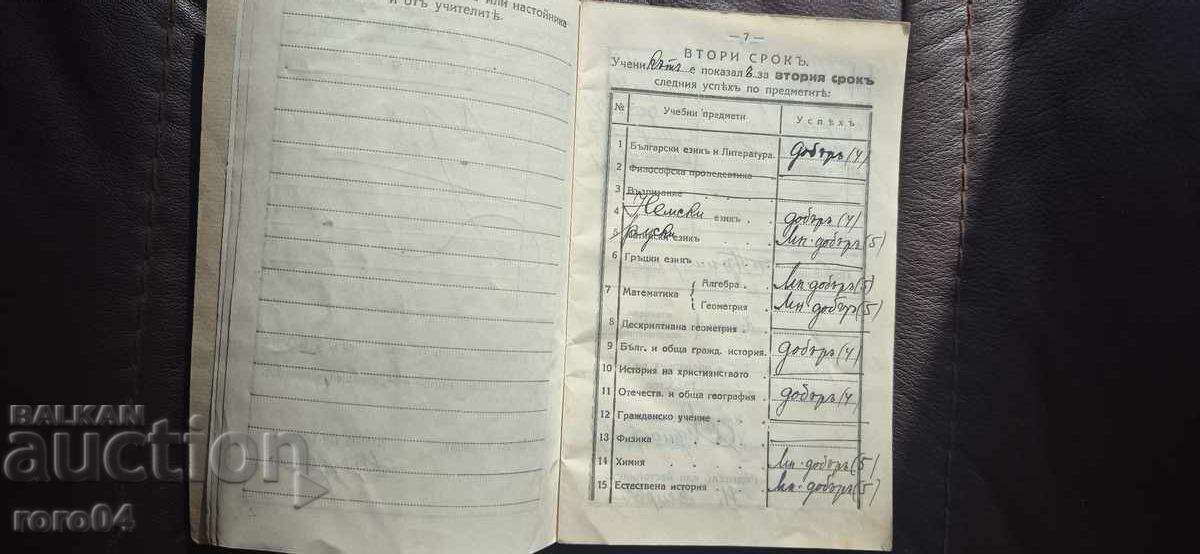 или настойника
и отъ учителитѣ.
— 7 —
ВТОРИ СРОКЪ.
Ученикътъ е показалъ за втория срокъ
следния успѣхъ по предметитѣ:
№ Учебни предмети Успѣхъ
1 Български езикъ и Литература. добъръ (4)
2 Философска пропедевтика
3 Възпитание
4 Немски езикъ добъръ (4)
5 руски езикъ Мн. добъръ (5)
6 Гръцки езикъ
7 Математика { Алгебра Мн. добъръ (5)
Геометрия Мн. добъръ (5)
8 Дескриптивна геометрия
9 Бълг. и обща гражд. история. добъръ (4)
10 История на християнството
11 Отечеств. и обща география добъръ (4)
12 Гражданско учение
13 Физика
14 Химия Мн. добъръ (5)
15 Естествена история Мн. добъръ (5)
BALKAN
auction
roro04